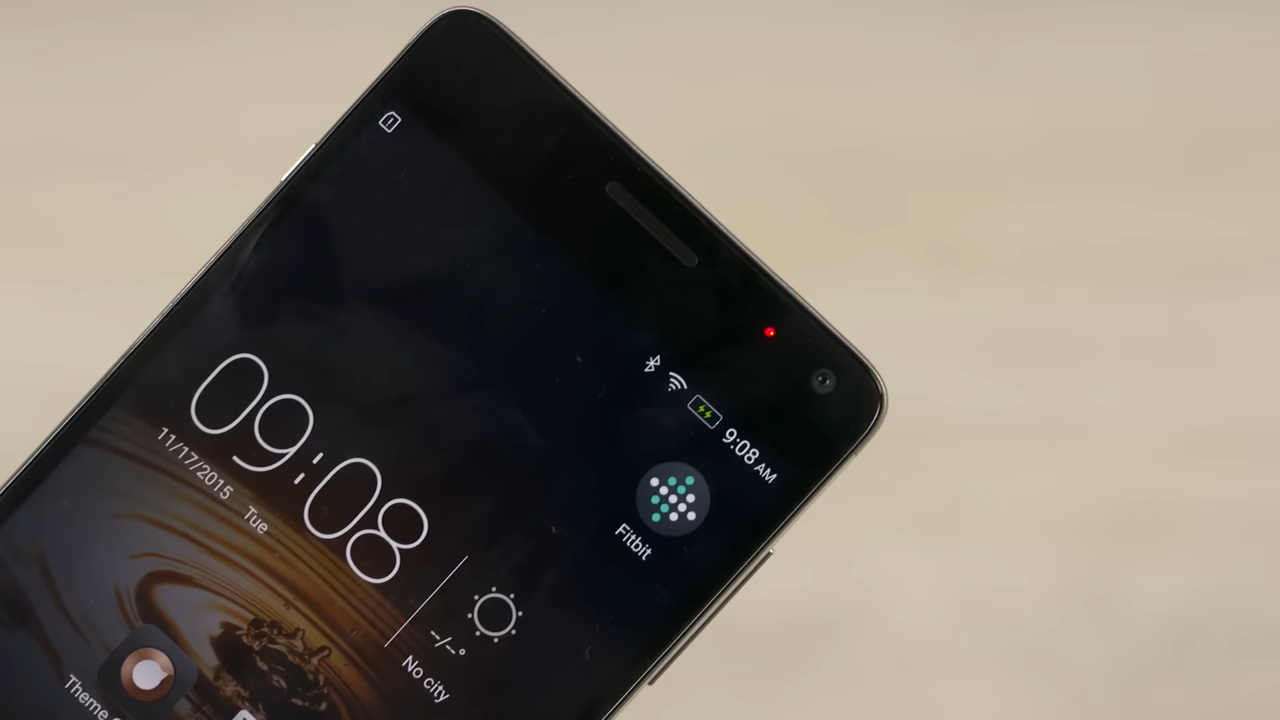 9:08 AM
Fitbit
09:08
11/17/2015 Tue
--/--°
No city
Theme